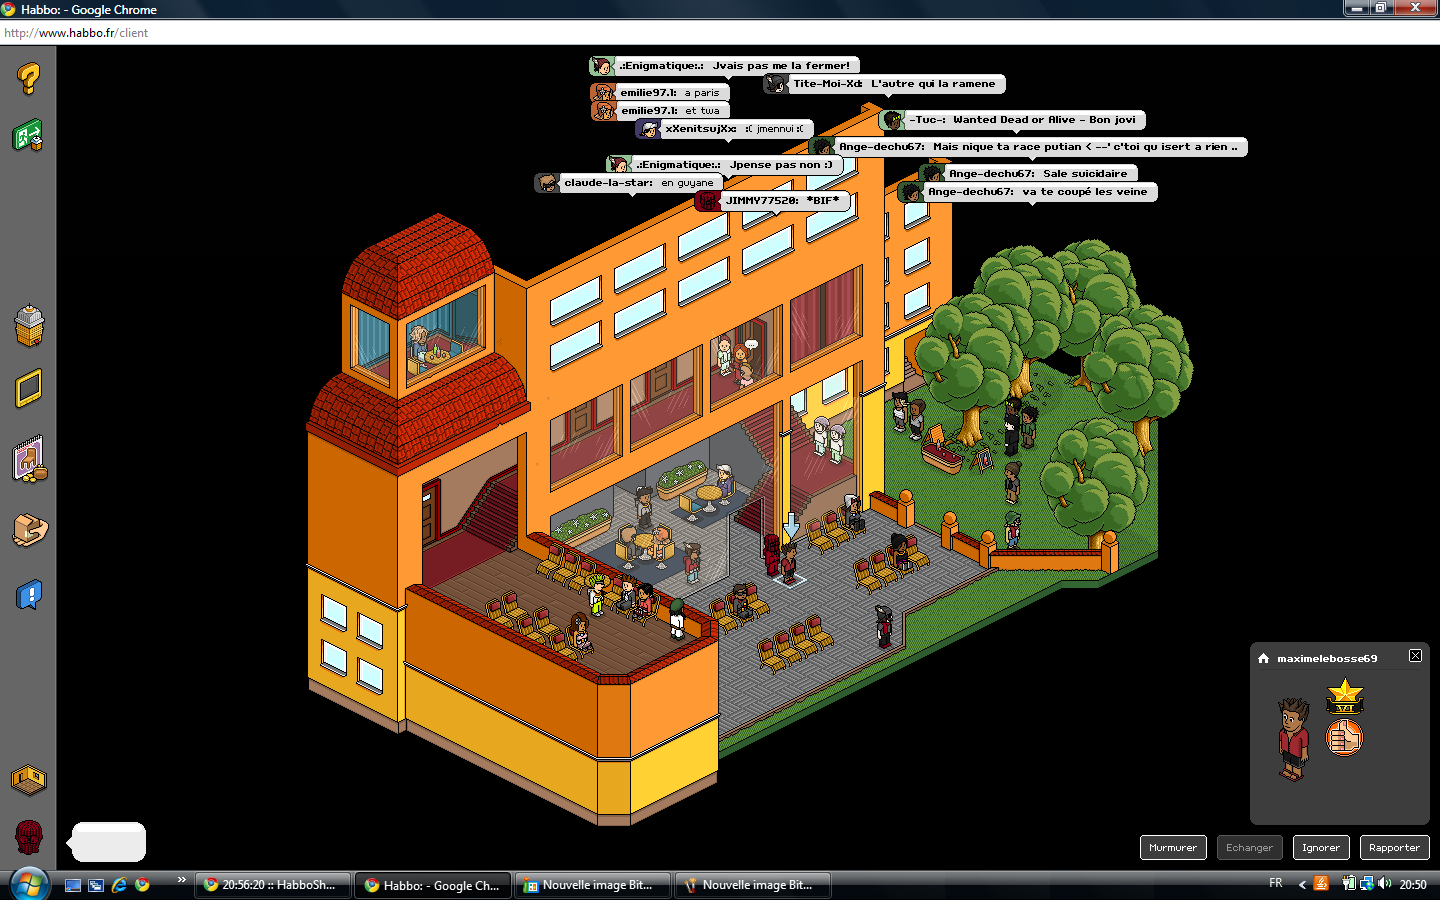 Habbo: - Google Chrome
http://www.habbo.fr/client
.:Enigmatique:.: Jvais pas me la fermer!
Tite-Moi-Xd: L'autre qui la ramene
emilie97.1: a paris
emilie97.1: et twa
-Tuc-: Wanted Dead or Alive - Bon jovi
xXenitsujXx: :( jmennui :(
Ange-dechu67: Mais nique ta race putian < --' c'toi qu isert a rien ..
.:Enigmatique:.: Jpense pas non :)
Ange-dechu67: Sale suicidaire
claude-la-star: en guyane
Ange-dechu67: va te coupé les veine
JIMMY77520: *BIF*
maximelebosse69
Murmurer
Echanger
Ignorer
Rapporter
20:56:20 :: HabboSh...
Habbo: - Google Ch...
Nouvelle image Bit...
Nouvelle image Bit...
FR
20:50